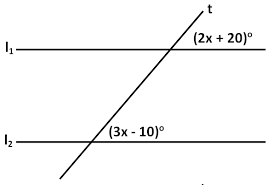 t
l₁
(2x + 20)°
(3x - 10)°
l₂